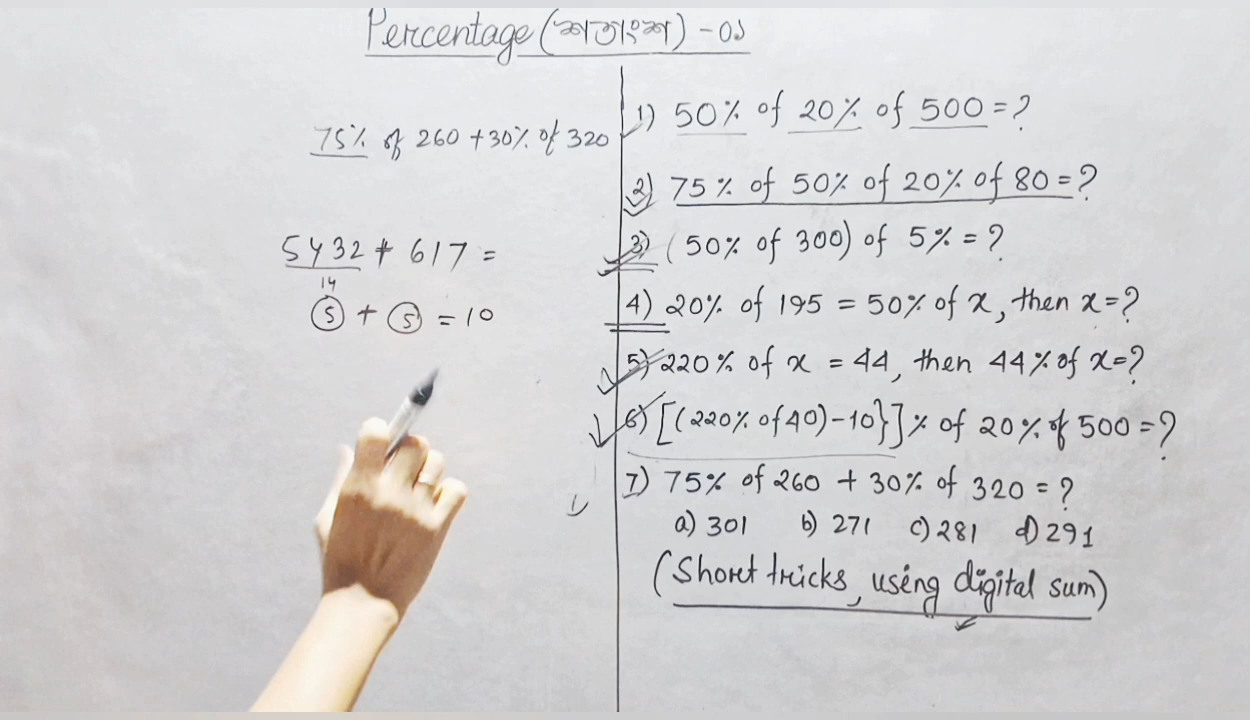 Percentage (শতাংশ) - 01
75% of 260 + 30% of 320
5432 + 617 =
14
5 + 5 = 10
1) 50% of 20% of 500 = ?
2) 75% of 50% of 20% of 80 = ?
3) (50% of 300) of 5% = ?
4) 20% of 195 = 50% of x, then x = ?
5) 220% of x = 44, then 44% of x = ?
6) [(220% of 40) - 10}]% of 20% of 500 = ?
7) 75% of 260 + 30% of 320 = ?
a) 301 b) 271 c) 281 d) 291
(Short tricks, using digital sum)